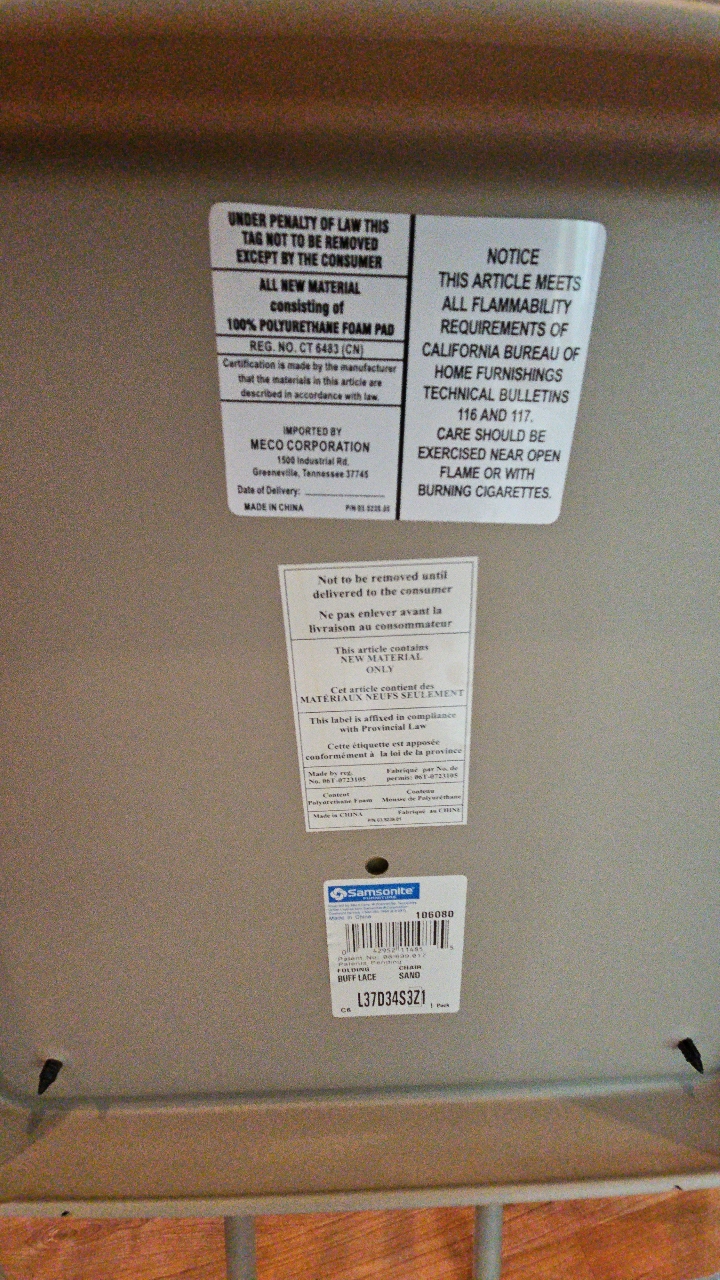 UNDER PENALTY OF LAW THIS
TAG NOT TO BE REMOVED
EXCEPT BY THE CONSUMER
ALL NEW MATERIAL
consisting of
100% POLYURETHANE FOAM PAD
REG. NO. CT 6483 (CN)
Certification is made by the manufacturer
that the materials in this article are
described in accordance with law.
IMPORTED BY
MECO CORPORATION
1500 Industrial Rd.
Greeneville, Tennessee 37745
Date of Delivery:
MADE IN CHINA
NOTICE
THIS ARTICLE MEETS
ALL FLAMMABILITY
REQUIREMENTS OF
CALIFORNIA BUREAU OF
HOME FURNISHINGS
TECHNICAL BULLETINS
116 AND 117.
CARE SHOULD BE
EXERCISED NEAR OPEN
FLAME OR WITH
BURNING CIGARETTES.
Not to be removed until
delivered to the consumer
Ne pas enlever avant la
livraison au consommateur
This article contains
NEW MATERIAL
ONLY
Cet article contient des
MATÉRIAUX NEUFS SEULEMENT
This label is affixed in compliance
with Provincial Law
Cette étiquette est apposée
conformément à la loi de la province
Made by reg.
No. 06T-0723105
Fabriqué par No. de
permis: 06T-0723105
Content
Polyurethane Foam
Contenu
Mousse de Polyuréthane
Made in CHINA
Fabriqué au CHINE
Samsonite
FURNITURE
Made in China
106080
Patents Pending
FOLDING CHAIR
BUFF LACE SAND
L37D34S3Z1
C6 1 Pack